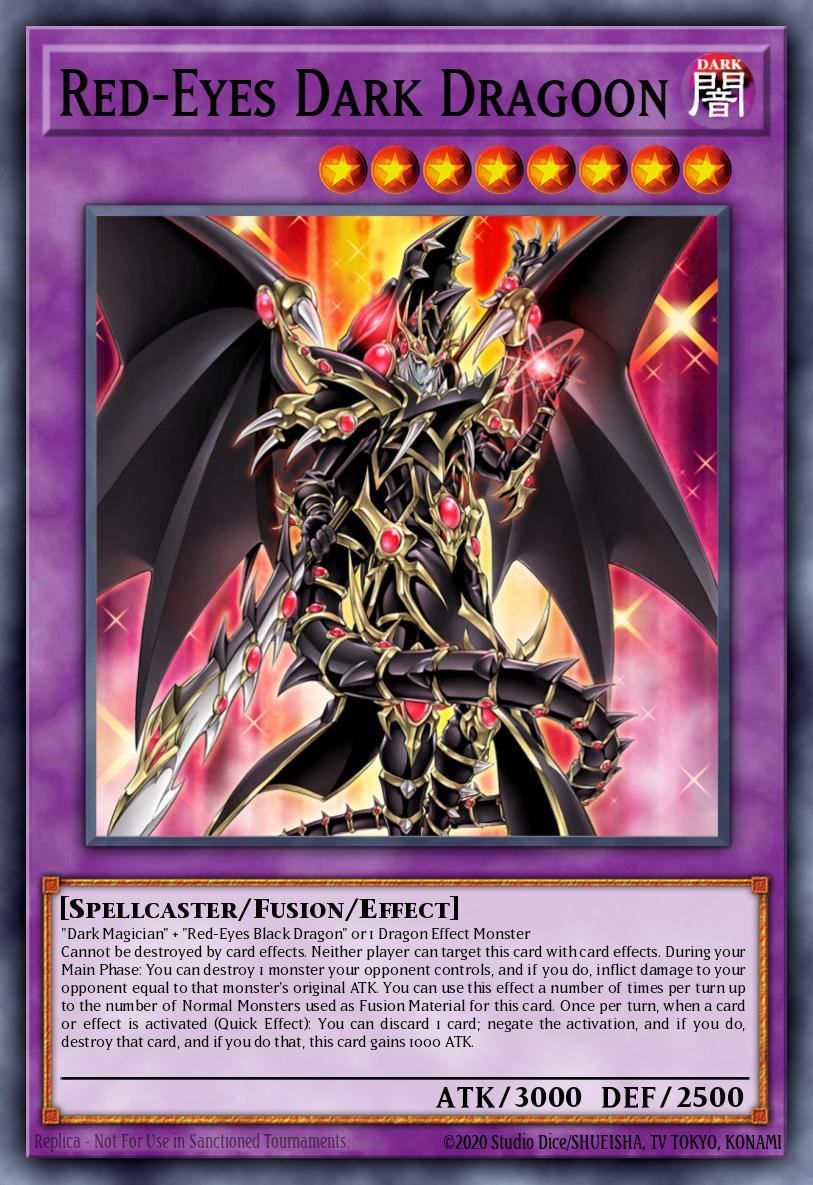 Red-Eyes Dark Dragoon
DARK
闇
[Spellcaster/Fusion/Effect]
"Dark Magician" + "Red-Eyes Black Dragon" or 1 Dragon Effect Monster
Cannot be destroyed by card effects. Neither player can target this card with card effects. During your
Main Phase: You can destroy 1 monster your opponent controls, and if you do, inflict damage to your
opponent equal to that monster's original ATK. You can use this effect a number of times per turn up
to the number of Normal Monsters used as Fusion Material for this card. Once per turn, when a card
or effect is activated (Quick Effect): You can discard 1 card; negate the activation, and if you do,
destroy that card, and if you do that, this card gains 1000 ATK.
ATK/3000 DEF/2500
Replica - Not For Use in Sanctioned Tournaments.
©2020 Studio Dice/SHUEISHA, TV TOKYO, KONAMI